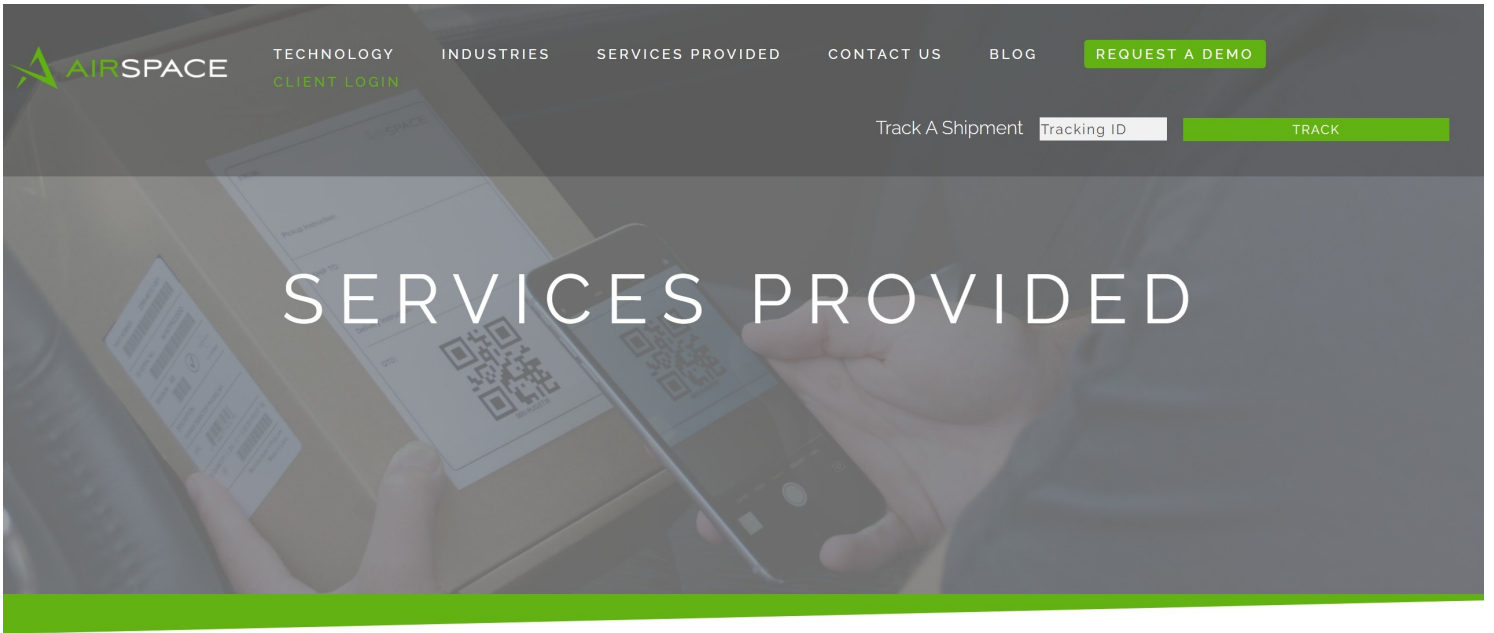 AIRSPACE
TECHNOLOGY INDUSTRIES SERVICES PROVIDED CONTACT US BLOG REQUEST A DEMO
CLIENT LOGIN
Track A Shipment Tracking ID TRACK
SERVICES PROVIDED